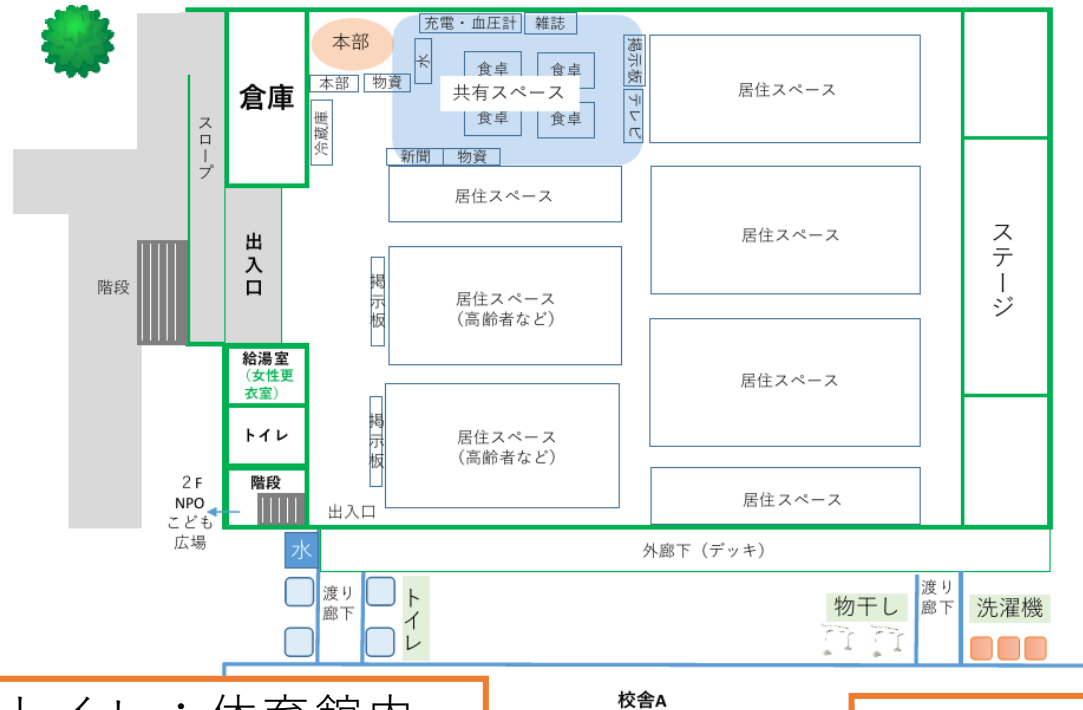 充電・血圧計
雑誌
本部
水
掲示板
食卓
食卓
倉庫
本部
物資
共有スペース
居住スペース
テレビ
食卓
食卓
冷蔵庫
スロープ
新聞
物資
居住スペース
居住スペース
出入口
ステージ
階段
掲示板
居住スペース
(高齢者など)
給湯室
(女性更
衣室)
居住スペース
トイレ
掲示板
居住スペース
(高齢者など)
2F
NPO
こども
広場
階段
出入口
居住スペース
水
外廊下(デッキ)
渡り
廊下
トイレ
物干し
渡り
廊下
洗濯機
校舎A